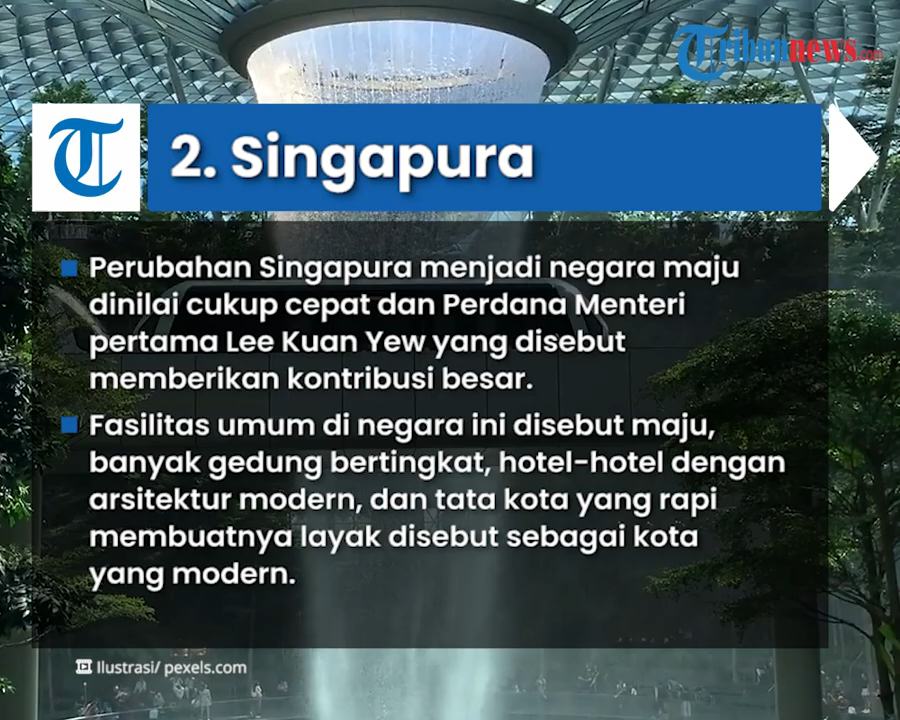 Tribunnews.com
T
2. Singapura
Perubahan Singapura menjadi negara maju
dinilai cukup cepat dan Perdana Menteri
pertama Lee Kuan Yew yang disebut
memberikan kontribusi besar.
Fasilitas umum di negara ini disebut maju,
banyak gedung bertingkat, hotel-hotel dengan
arsitektur modern, dan tata kota yang rapi
membuatnya layak disebut sebagai kota
yang modern.
Ilustrasi/ pexels.com